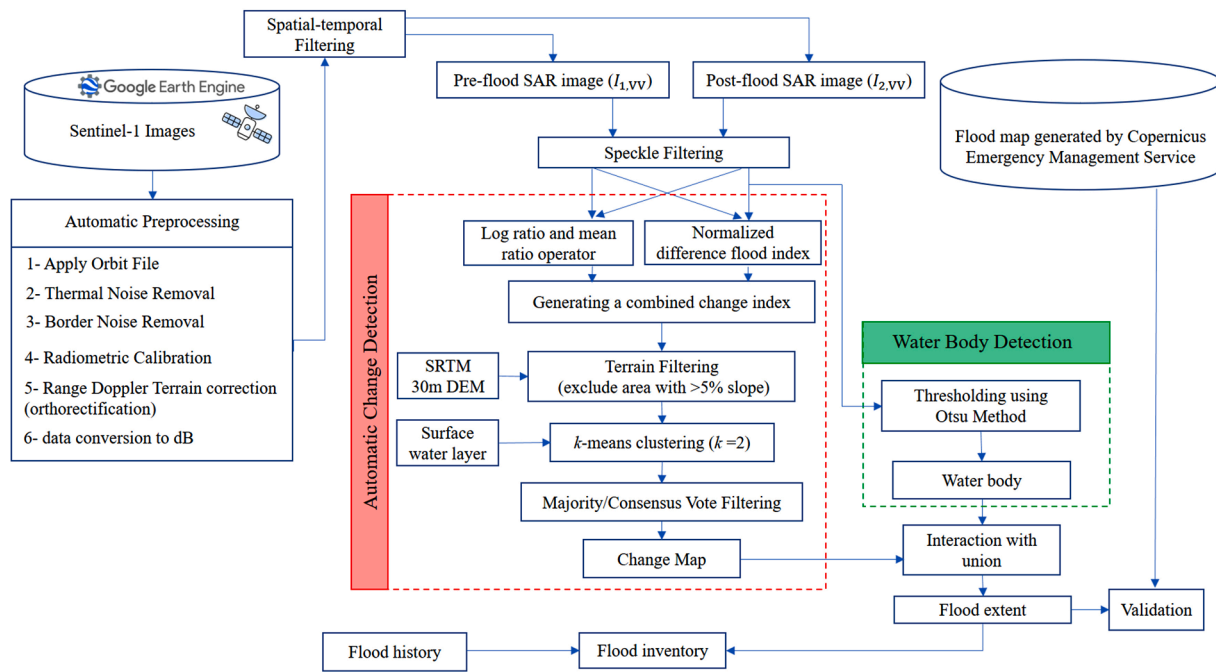 Spatial-temporal
Filtering
Google Earth Engine
Sentinel-1 Images
Pre-flood SAR image (I1,VV)
Post-flood SAR image (I2,VV)
Flood map generated by Copernicus
Emergency Management Service
Speckle Filtering
Automatic Preprocessing
1- Apply Orbit File
2- Thermal Noise Removal
3- Border Noise Removal
4- Radiometric Calibration
5- Range Doppler Terrain correction
(orthorectification)
6- data conversion to dB
Automatic Change Detection
Log ratio and mean
ratio operator
Normalized
difference flood index
Generating a combined change index
SRTM
30m DEM
Terrain Filtering
(exclude area with >5% slope)
Surface
water layer
k-means clustering (k =2)
Majority/Consensus Vote Filtering
Change Map
Water Body Detection
Thresholding using
Otsu Method
Water body
Interaction with
union
Flood extent
Validation
Flood history
Flood inventory